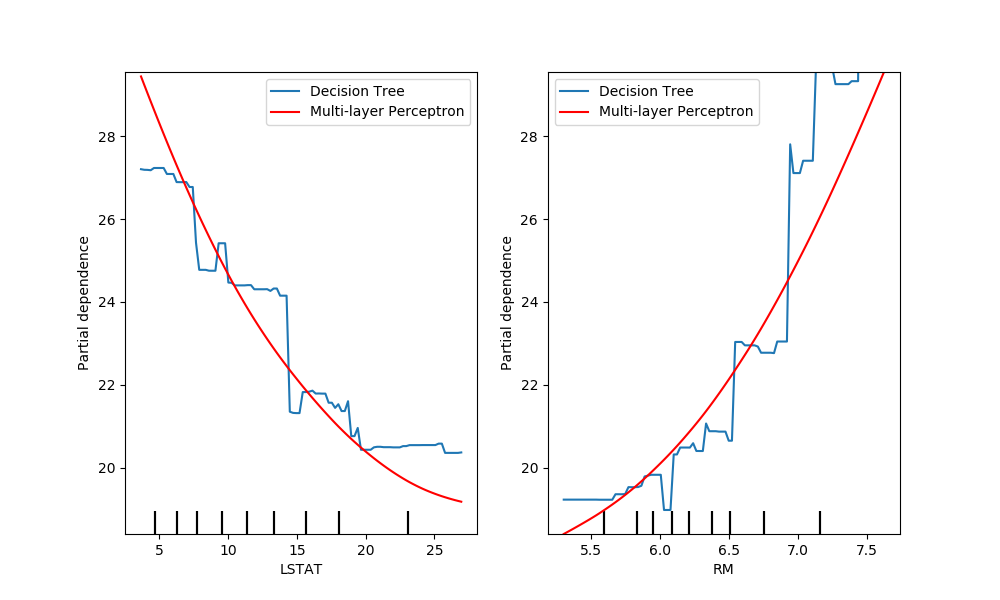 Decision Tree
Multi-layer Perceptron
Partial dependence
28
26
24
22
20
5
10
15
20
25
LSTAT
Decision Tree
Multi-layer Perceptron
Partial dependence
28
26
24
22
20
5.5
6.0
6.5
7.0
7.5
RM